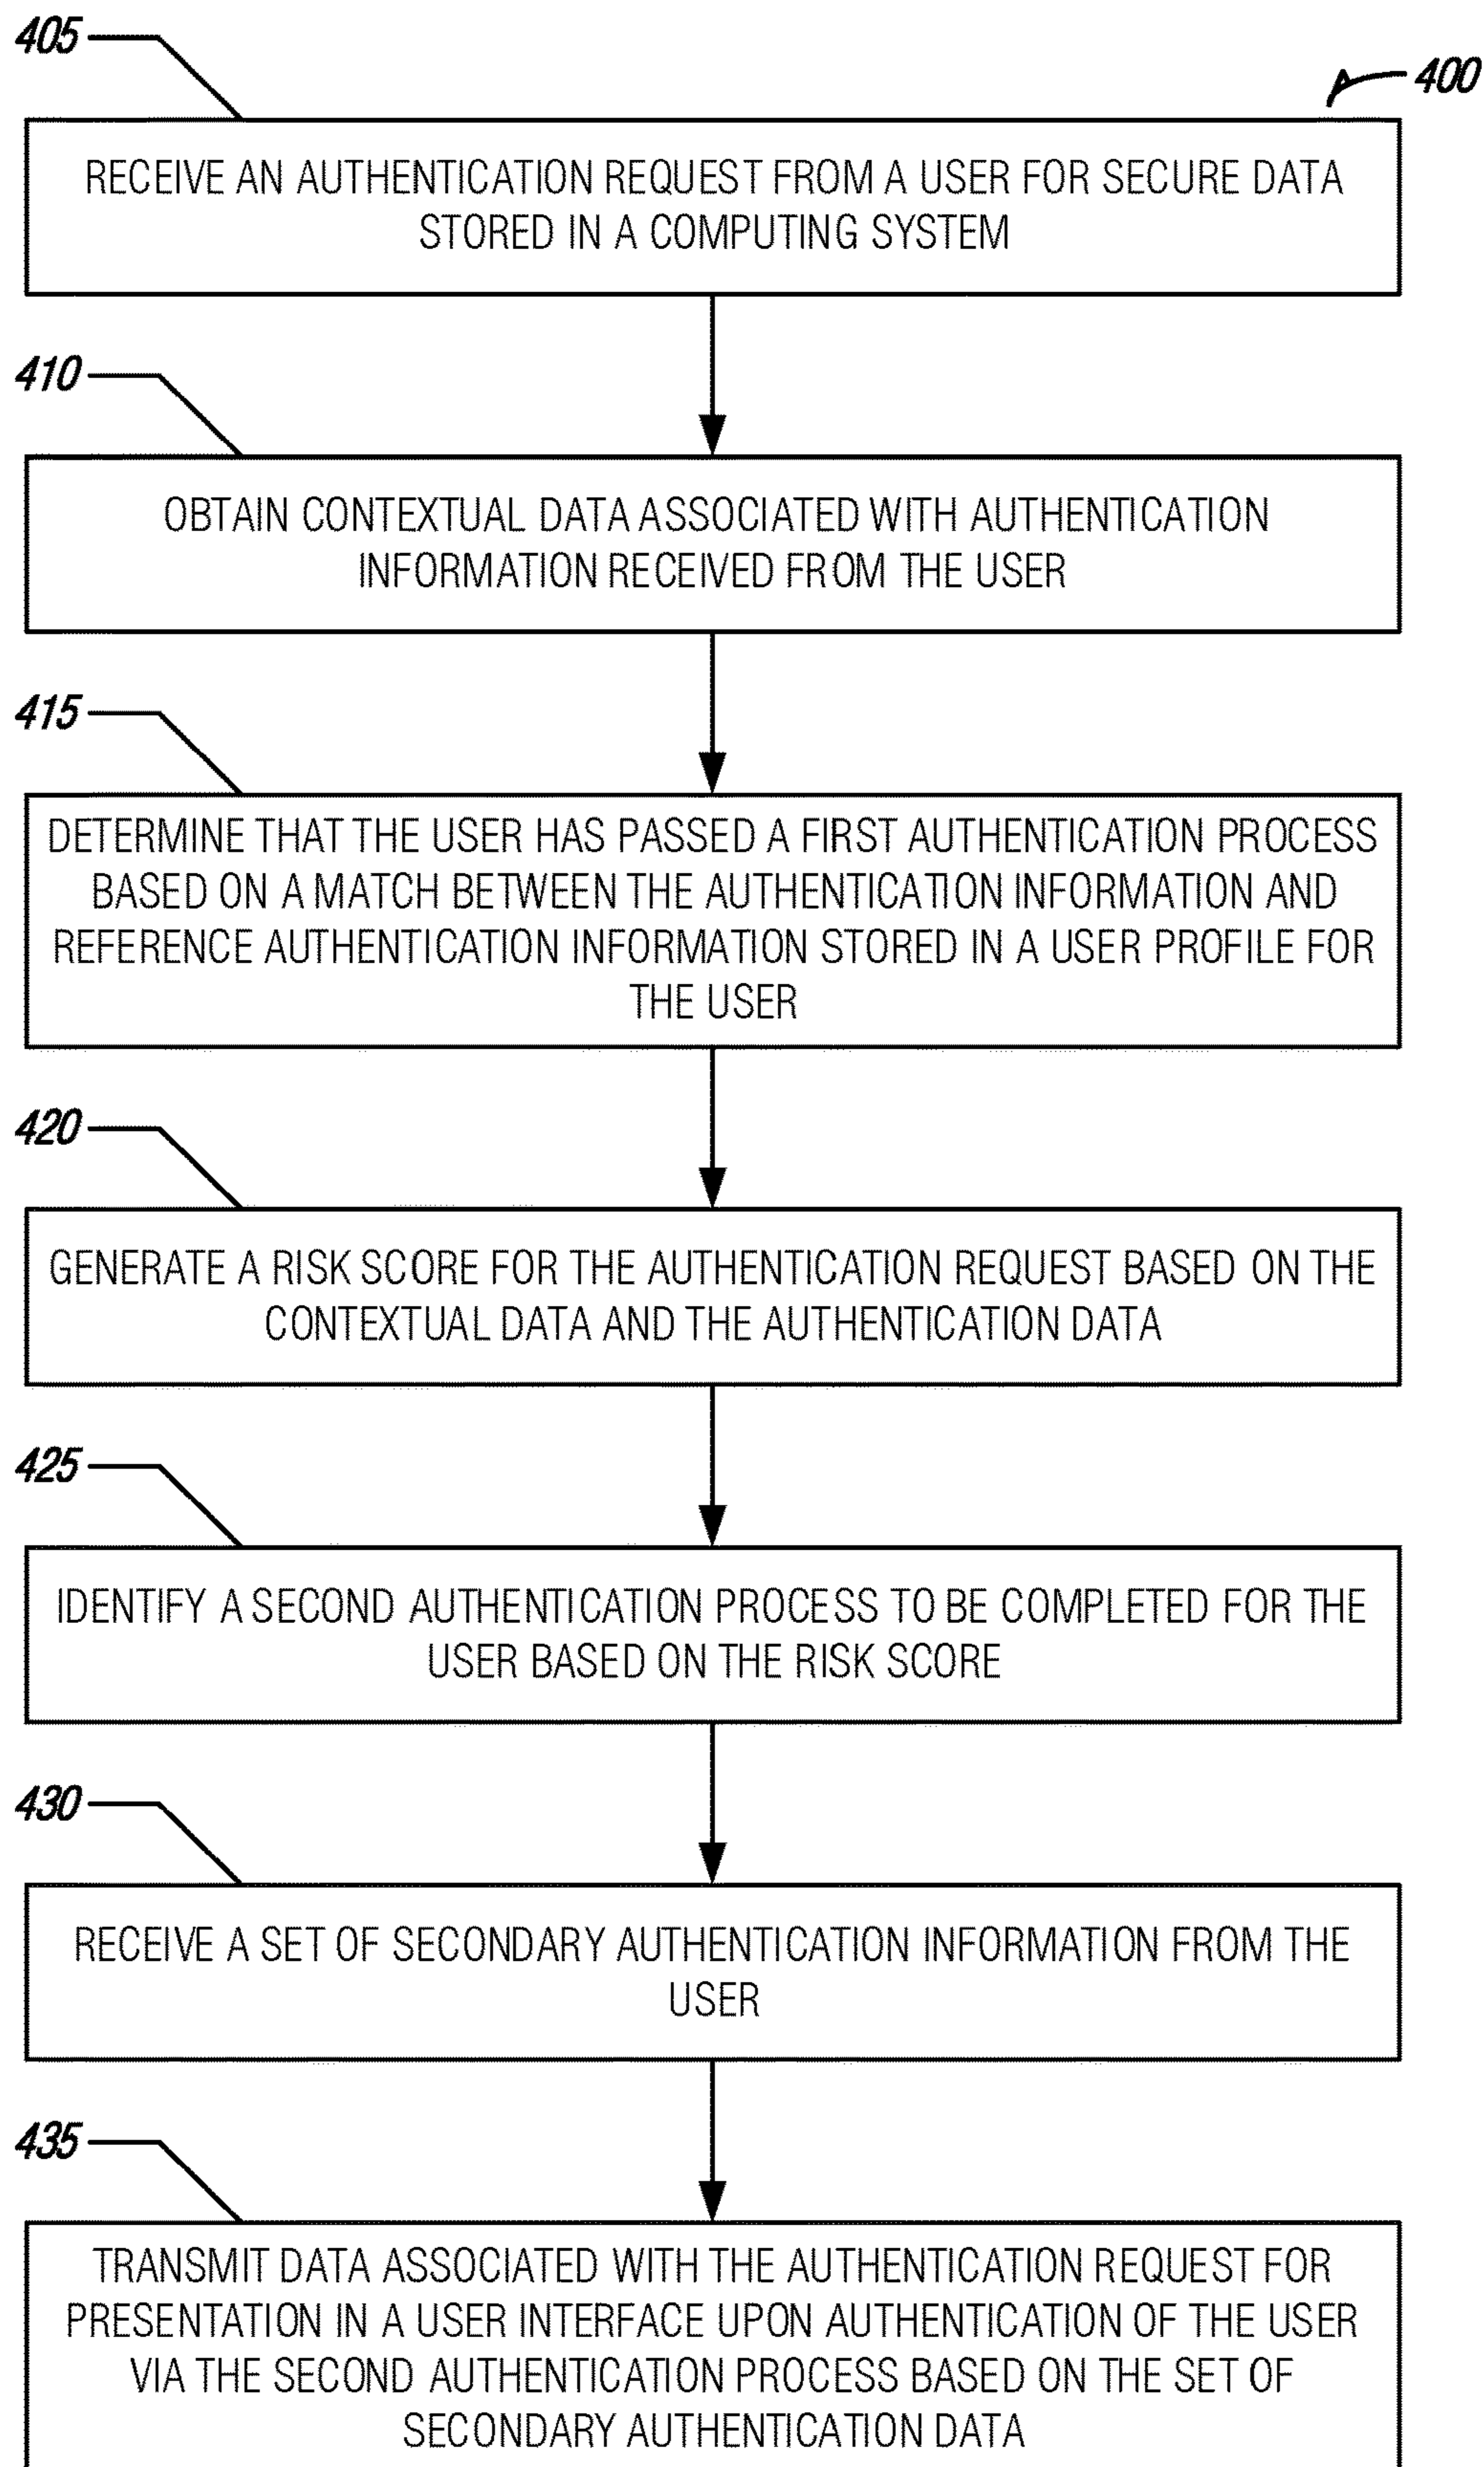 405
400
RECEIVE AN AUTHENTICATION REQUEST FROM A USER FOR SECURE DATA
STORED IN A COMPUTING SYSTEM
410
OBTAIN CONTEXTUAL DATA ASSOCIATED WITH AUTHENTICATION
INFORMATION RECEIVED FROM THE USER
415
DETERMINE THAT THE USER HAS PASSED A FIRST AUTHENTICATION PROCESS
BASED ON A MATCH BETWEEN THE AUTHENTICATION INFORMATION AND
REFERENCE AUTHENTICATION INFORMATION STORED IN A USER PROFILE FOR
THE USER
420
GENERATE A RISK SCORE FOR THE AUTHENTICATION REQUEST BASED ON THE
CONTEXTUAL DATA AND THE AUTHENTICATION DATA
425
IDENTIFY A SECOND AUTHENTICATION PROCESS TO BE COMPLETED FOR THE
USER BASED ON THE RISK SCORE
430
RECEIVE A SET OF SECONDARY AUTHENTICATION INFORMATION FROM THE
USER
435
TRANSMIT DATA ASSOCIATED WITH THE AUTHENTICATION REQUEST FOR
PRESENTATION IN A USER INTERFACE UPON AUTHENTICATION OF THE USER
VIA THE SECOND AUTHENTICATION PROCESS BASED ON THE SET OF
SECONDARY AUTHENTICATION DATA